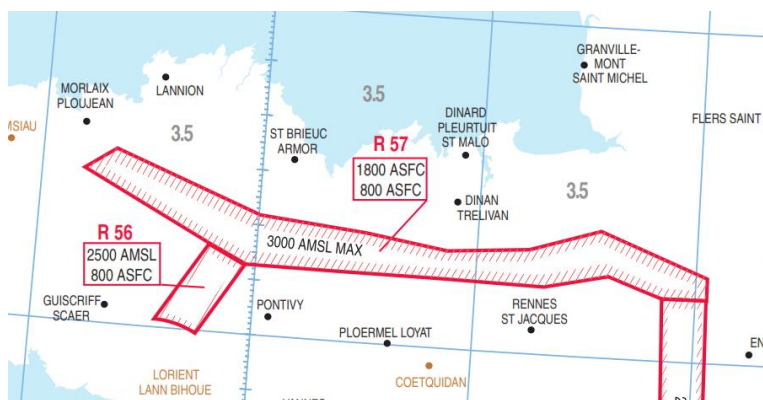 GRANVILLE-
MONT
SAINT MICHEL
MORLAIX
PLOUJEAN
LANNION
3.5
DINARD
PLEURTUIT
ST MALO
FLERS SAINT
MSIAU
3.5
ST BRIEUC
ARMOR
R 57
1800 ASFC
800 ASFC
3.5
DINAN
TRELIVAN
R 56
2500 AMSL
800 ASFC
3000 AMSL MAX
GUISCRIFF
SCAER
PONTIVY
RENNES
ST JACQUES
PLOERMEL LOYAT
EN
LORIENT
LANN BIHOUE
COETQUIDAN